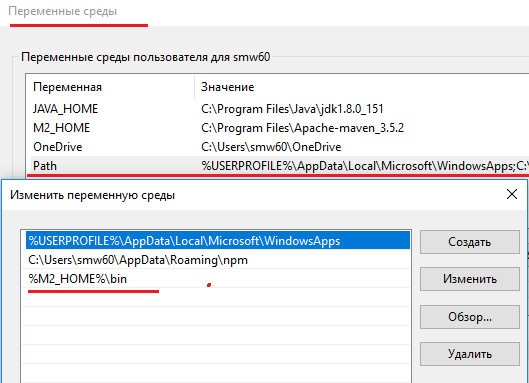 Переменные среды
Переменные среды пользователя для smw60
Переменная Значение
JAVA_HOME C:\Program Files\Java\jdk1.8.0_151
M2_HOME C:\Program Files\Apache-maven_3.5.2
OneDrive C:\Users\smw60\OneDrive
Path %USERPROFILE%\AppData\Local\Microsoft\WindowsApps;C:\
Изменить переменную среды
%USERPROFILE%\AppData\Local\Microsoft\WindowsApps
C:\Users\smw60\AppData\Roaming\npm
%M2_HOME%\bin
Создать
Изменить
Обзор...
Удалить